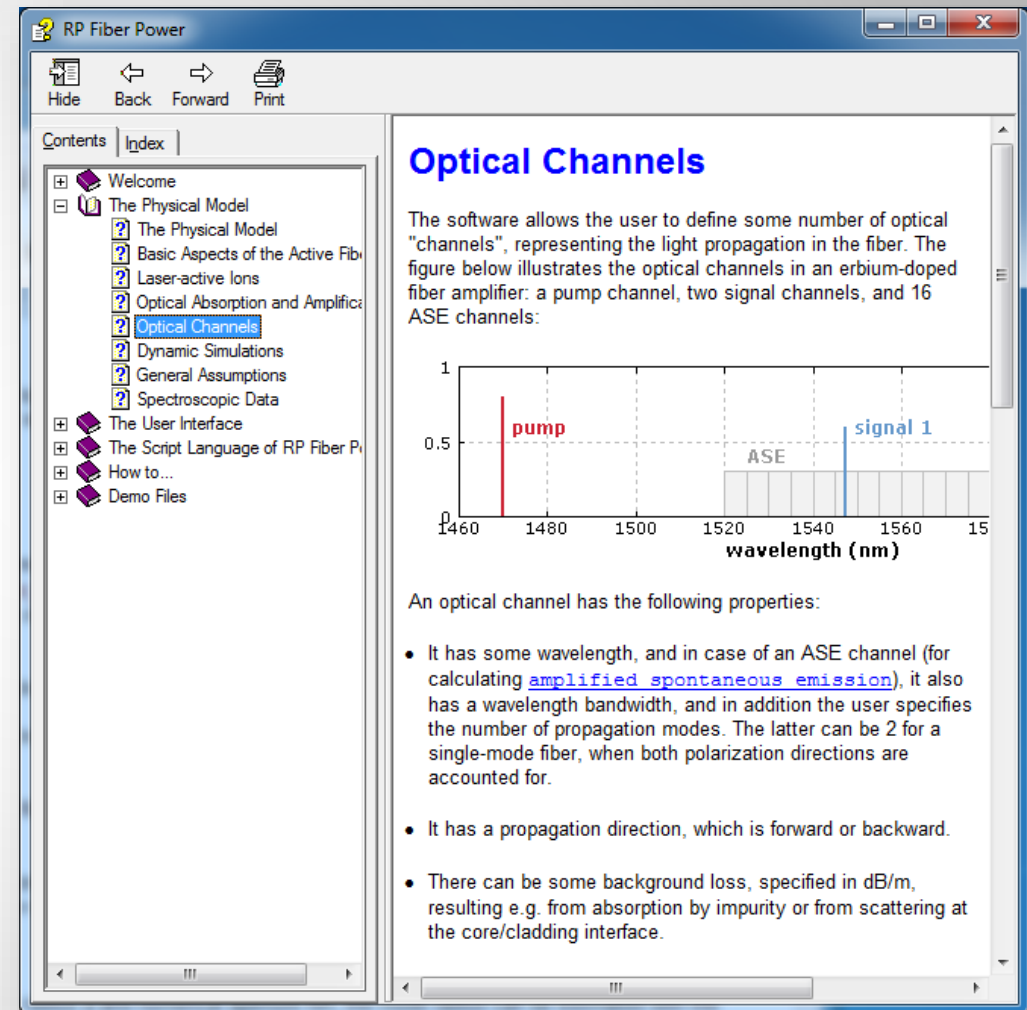 RP Fiber Power
Hide Back Forward Print
Contents Index
Welcome
The Physical Model
The Physical Model
Basic Aspects of the Active Fib
Laser-active Ions
Optical Absorption and Amplifica
Optical Channels
Dynamic Simulations
General Assumptions
Spectroscopic Data
The User Interface
The Script Language of RP Fiber P
How to...
Demo Files
Optical Channels
The software allows the user to define some number of optical
"channels", representing the light propagation in the fiber. The
figure below illustrates the optical channels in an erbium-doped
fiber amplifier: a pump channel, two signal channels, and 16
ASE channels:
1
pump
signal 1
0.5
ASE
0
1460 1480 1500 1520 1540 1560 15
wavelength (nm)
An optical channel has the following properties:
• It has some wavelength, and in case of an ASE channel (for
calculating amplified spontaneous emission), it also
has a wavelength bandwidth, and in addition the user specifies
the number of propagation modes. The latter can be 2 for a
single-mode fiber, when both polarization directions are
accounted for.
• It has a propagation direction, which is forward or backward.
• There can be some background loss, specified in dB/m,
resulting e.g. from absorption by impurity or from scattering at
the core/cladding interface.